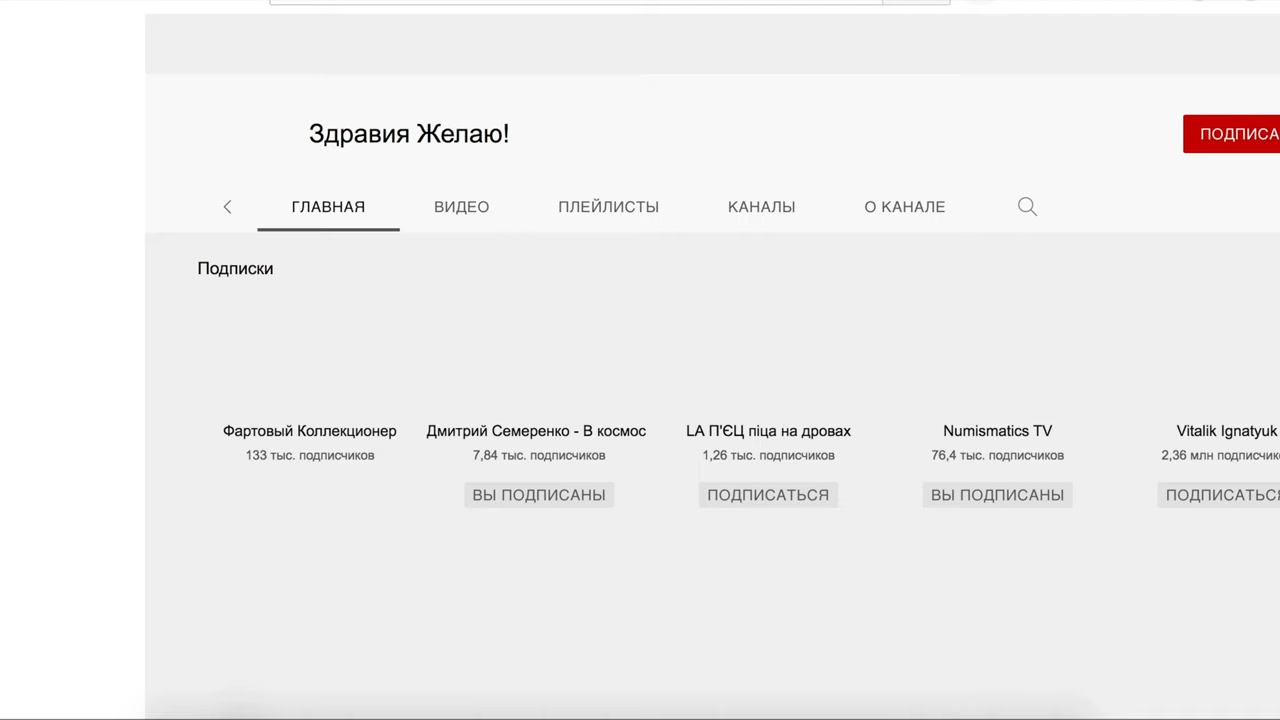 Здравия Желаю!
ПОДПИСА
ГЛАВНАЯ ВИДЕО ПЛЕЙЛИСТЫ КАНАЛЫ О КАНАЛЕ
Подписки
Фартовый Коллекционер Дмитрий Семеренко - В космос LA П'ЄЦ піца на дровах Numismatics TV Vitalik Ignatyuk
133 тыс. подписчиков 7,84 тыс. подписчиков 1,26 тыс. подписчиков 76,4 тыс. подписчиков 2,36 млн подписчик
ВЫ ПОДПИСАНЫ ПОДПИСАТЬСЯ ВЫ ПОДПИСАНЫ ПОДПИСАТЬСЯ